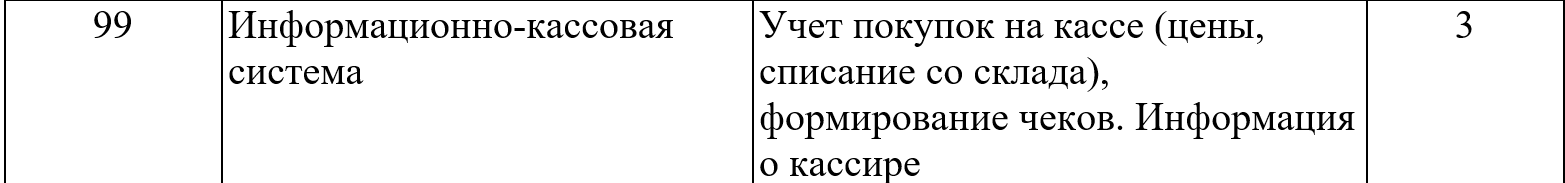 99 Информационно-кассовая Учет покупок на кассе (цены, 3
система списание со склада),
формирование чеков. Информация
о кассире